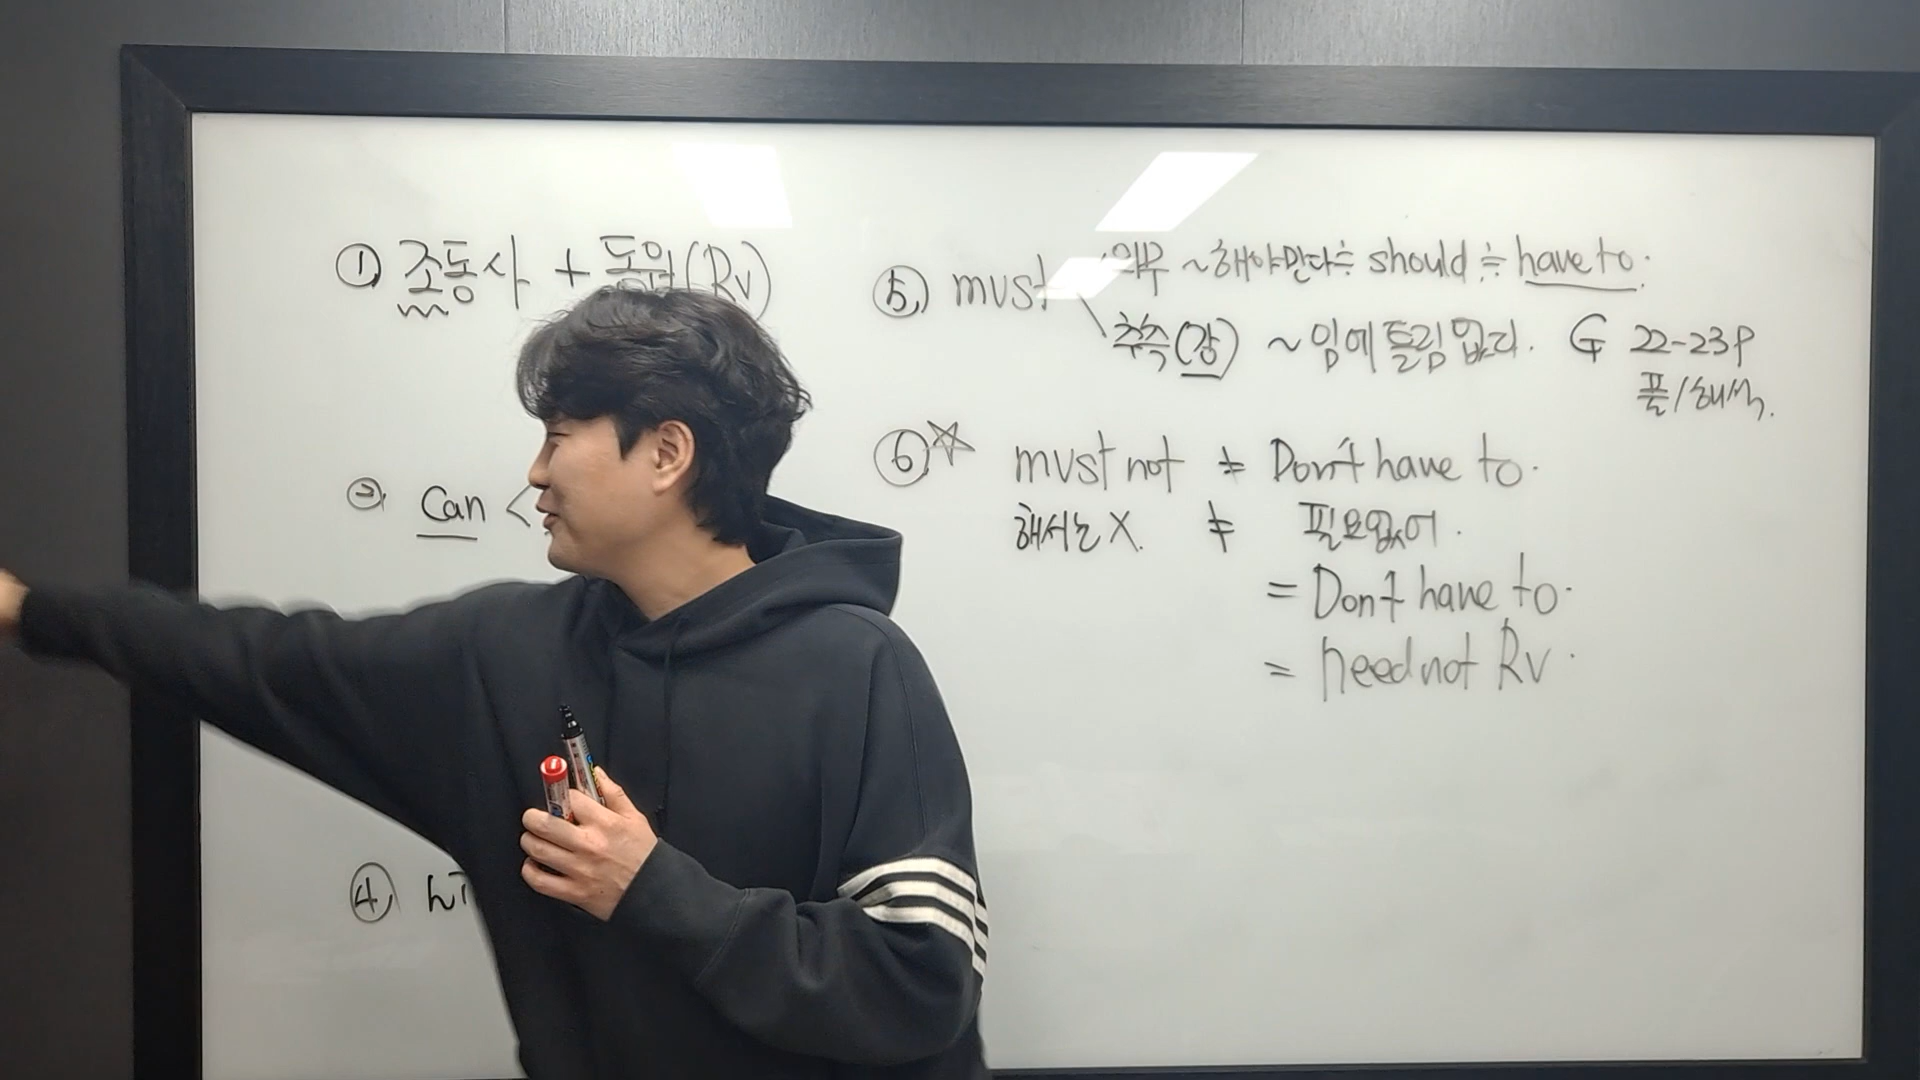 ① 조동사 + 동원(Rv)
② Can <
④
⑤ must 의무 ~해야만다≒ should ≒ have to.
추측(강) ~임에 틀림없다. G 22-23P
풀/해석.
⑥☆ must not ≠ Don't have to.
해서는X. ≠ 필요없어.
= Don't have to.
= need not Rv.